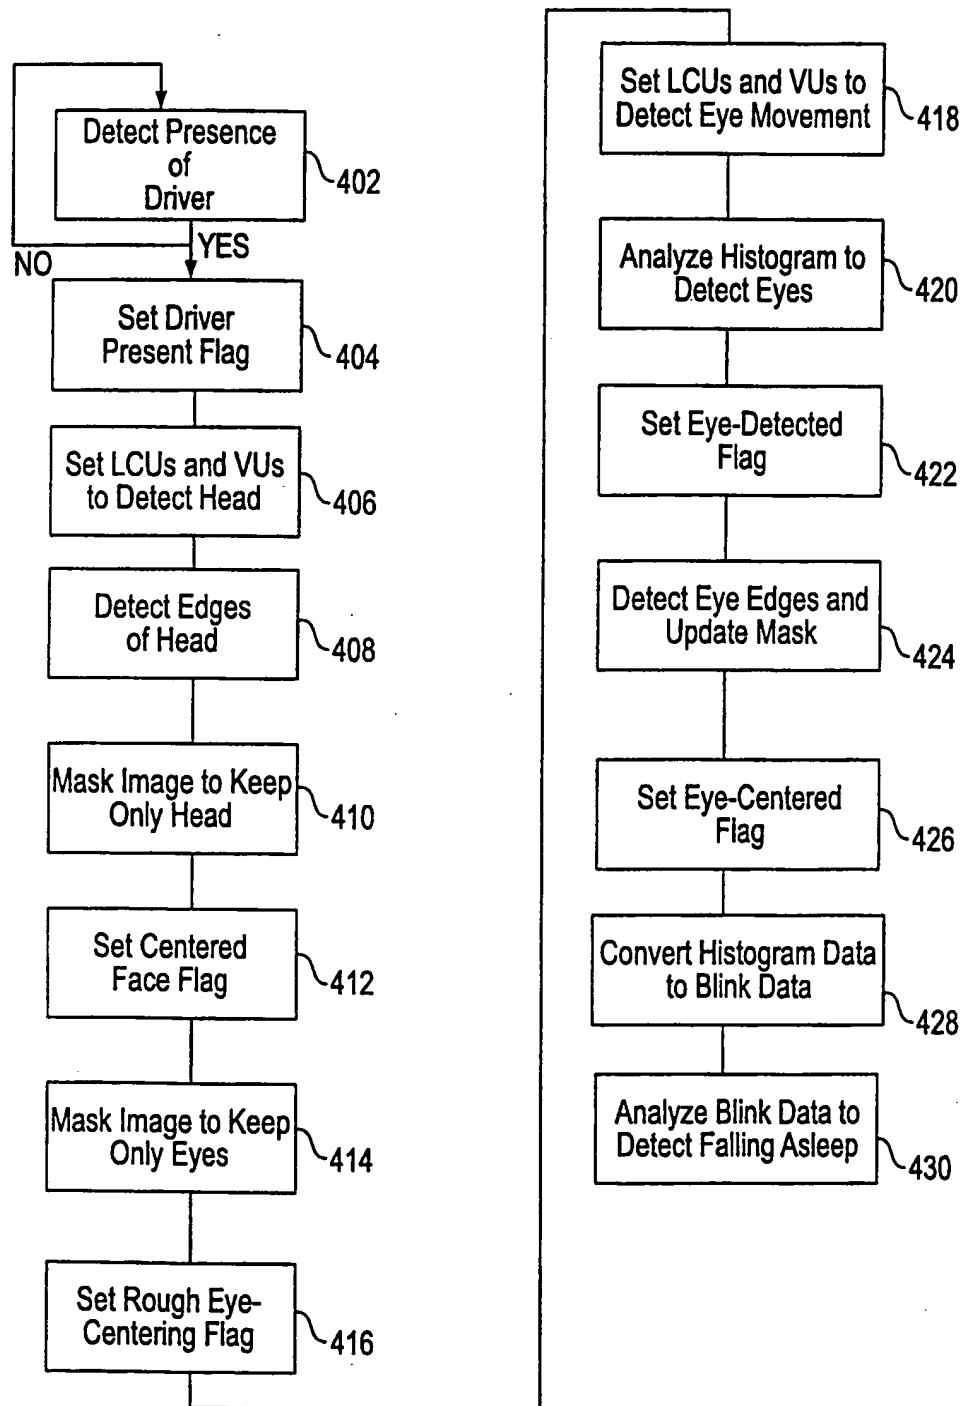 Detect Presence
of
Driver
402
NO
YES
Set Driver
Present Flag
404
Set LCUs and VUs
to Detect Head
406
Detect Edges
of Head
408
Mask Image to Keep
Only Head
410
Set Centered
Face Flag
412
Mask Image to Keep
Only Eyes
414
Set Rough Eye-
Centering Flag
416
Set LCUs and VUs to
Detect Eye Movement
418
Analyze Histogram to
Detect Eyes
420
Set Eye-Detected
Flag
422
Detect Eye Edges and
Update Mask
424
Set Eye-Centered
Flag
426
Convert Histogram Data
to Blink Data
428
Analyze Blink Data to
Detect Falling Asleep
430